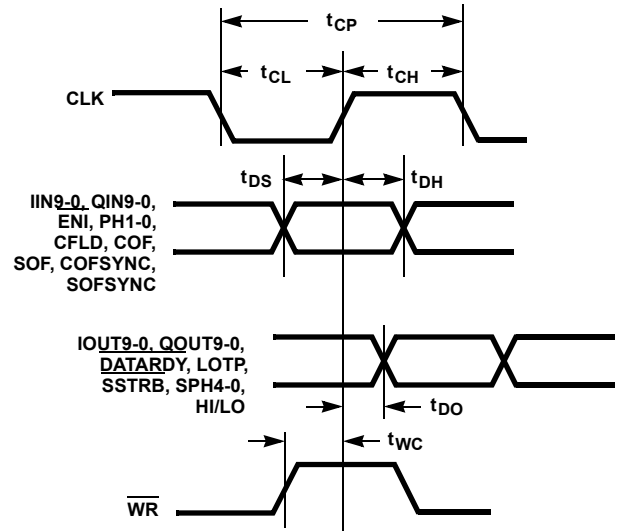 tCP
tCL
tCH
CLK
tDS
tDH
IIN9-0, QIN9-0,
ENI, PH1-0,
CFLD, COF,
SOF, COFSYNC,
SOFSYNC
IOUT9-0, QOUT9-0,
DATARDY, LOTP,
SSTRB, SPH4-0,
HI/LO
tDO
tWC
WR